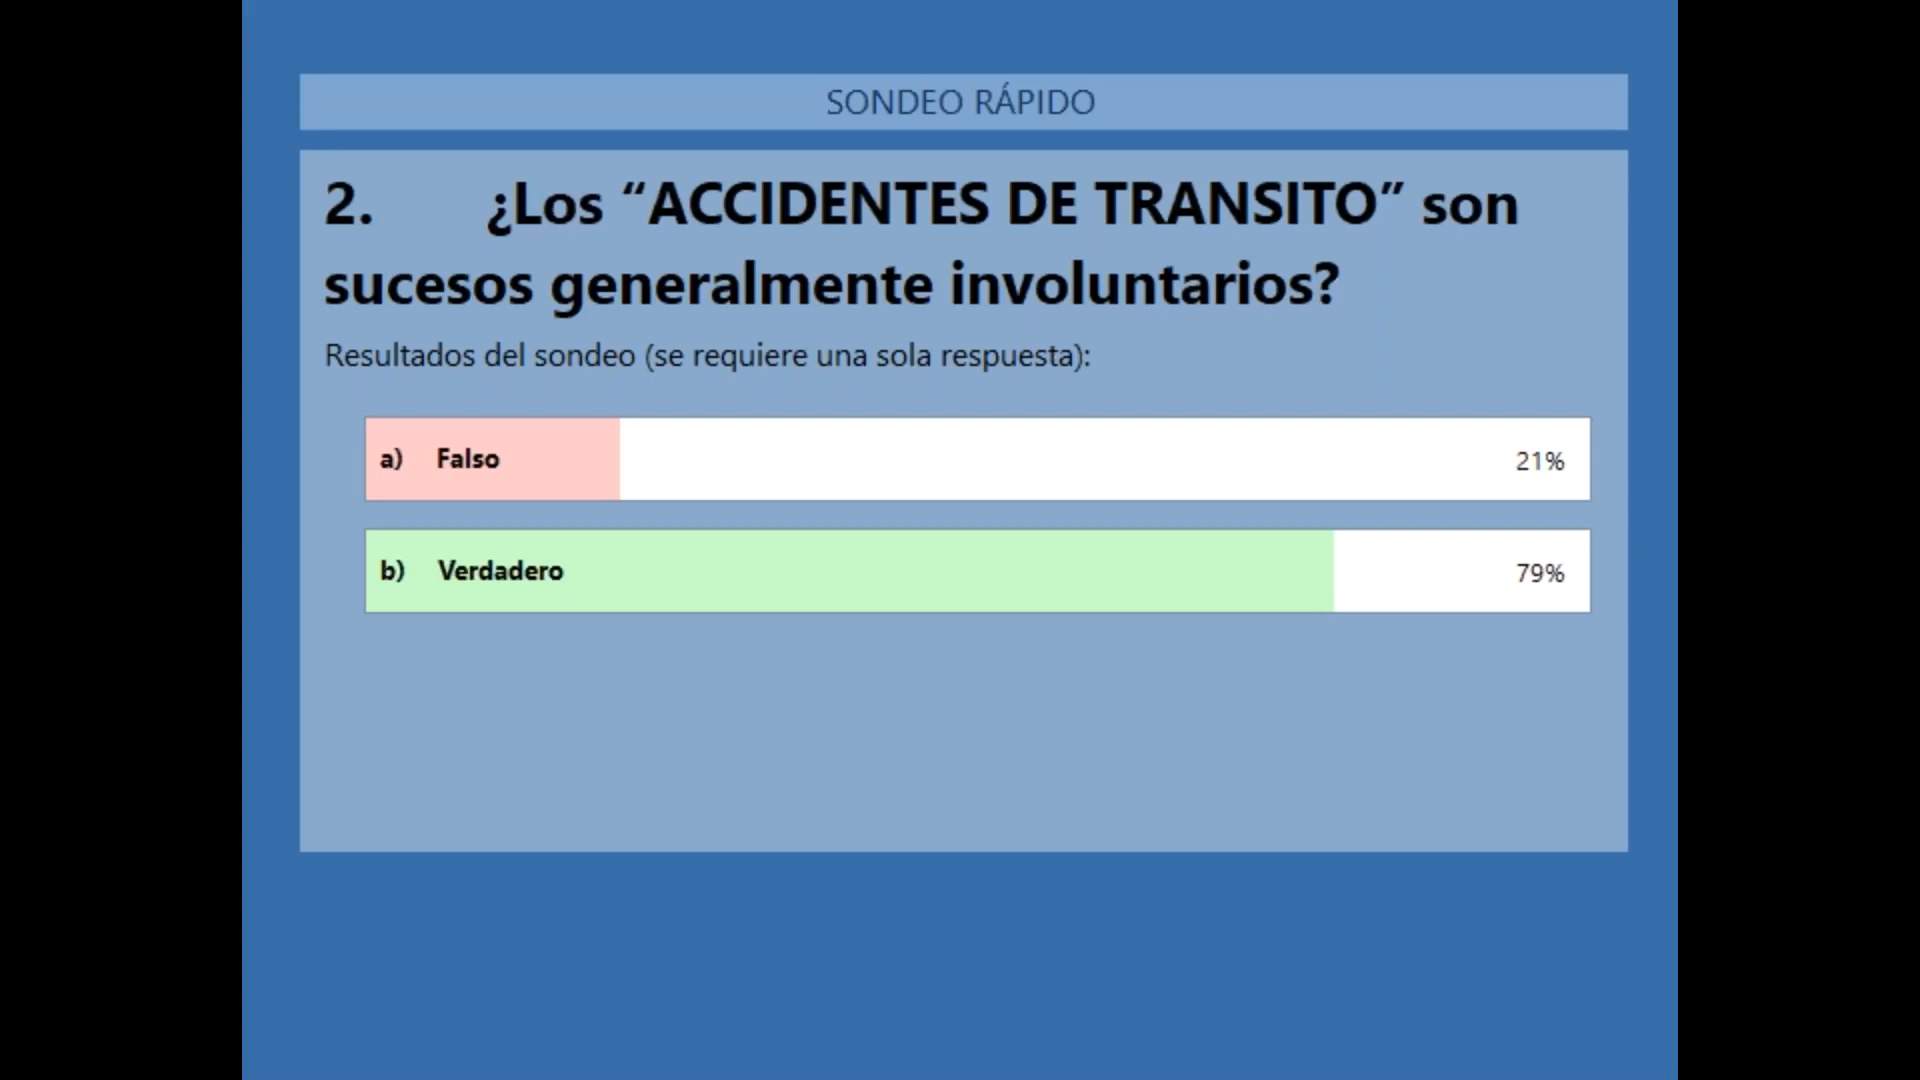 SONDEO RÁPIDO
2. ¿Los “ACCIDENTES DE TRANSITO” son
sucesos generalmente involuntarios?
Resultados del sondeo (se requiere una sola respuesta):
a) Falso 21%
b) Verdadero 79%